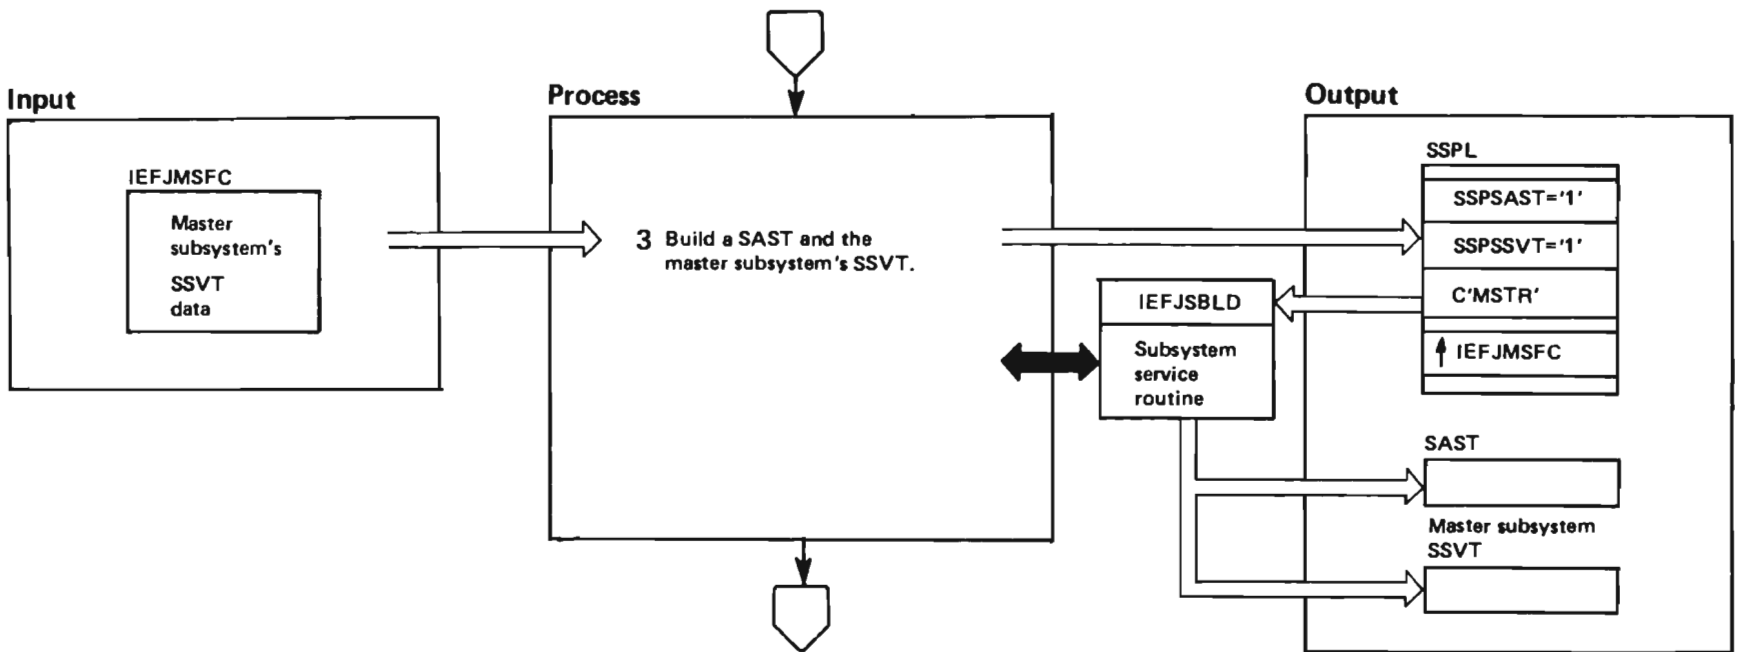 Input
IEFJMSFC
Master
subsystem's
SSVT
data
Process
3 Build a SAST and the
master subsystem's SSVT.
IEFJSBLD
Subsystem
service
routine
Output
SSPL
SSPSAST='1'
SSPSSVT='1'
C'MSTR'
IEFJMSFC
SAST
Master subsystem
SSVT